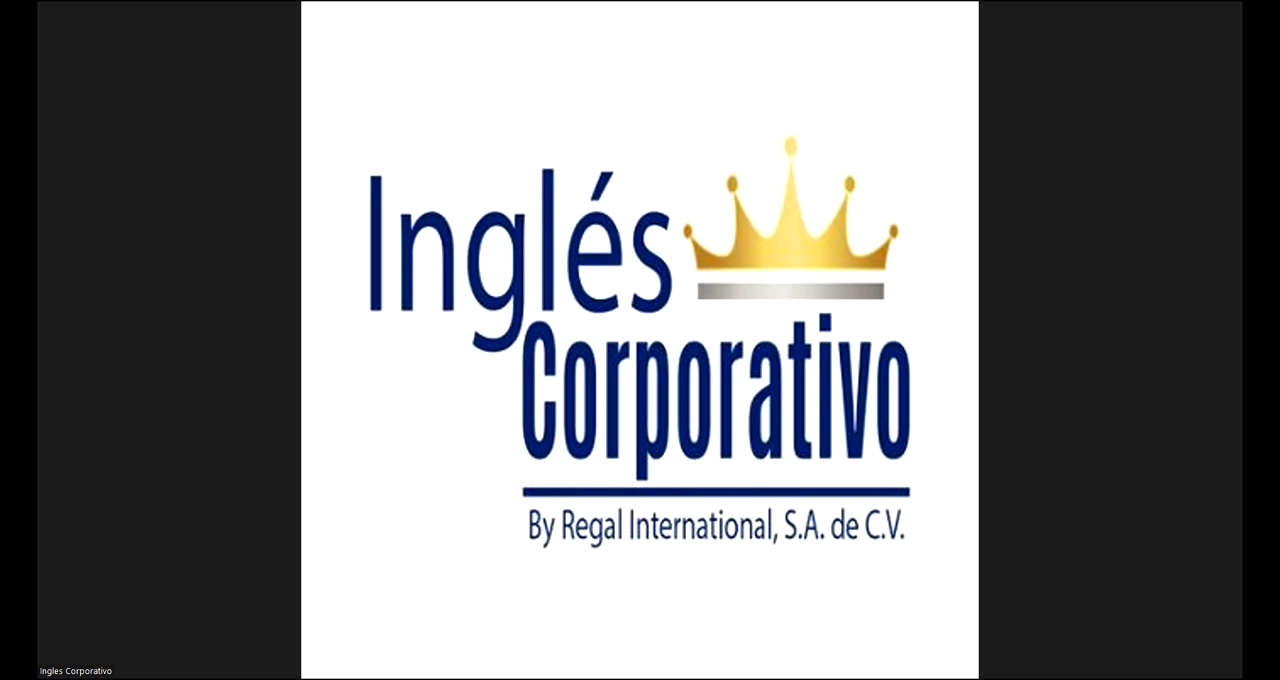 Inglés
Corporativo
By Regal International, S.A. de C.V.
Ingles Corporativo